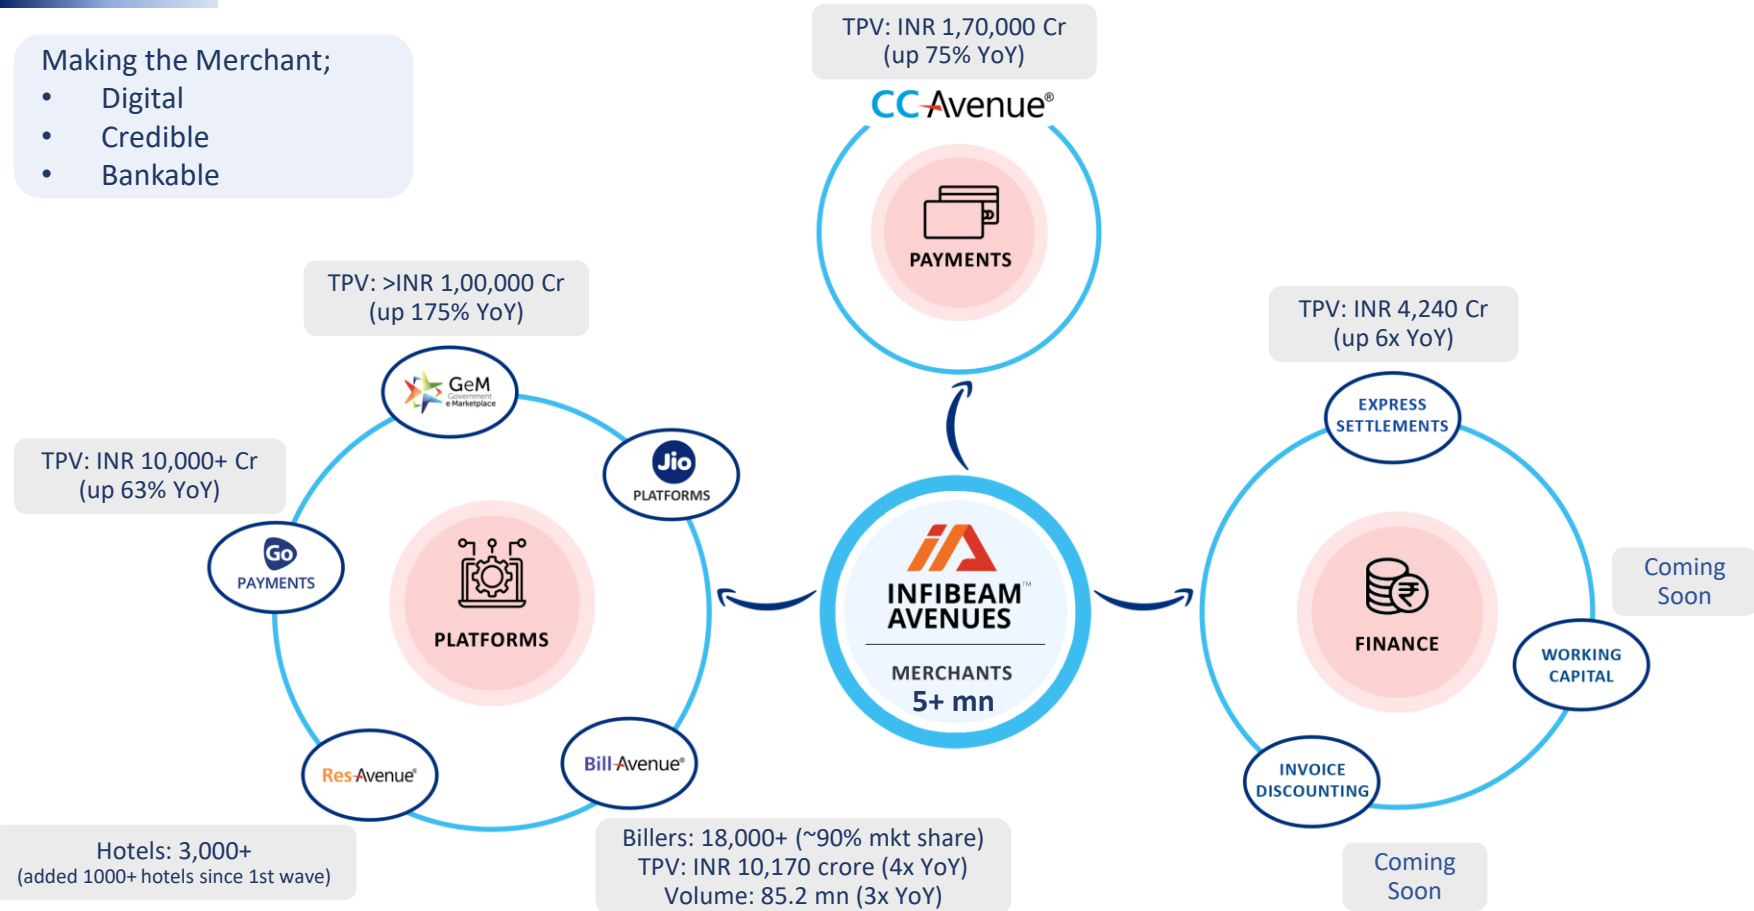 Making the Merchant;
• Digital
• Credible
• Bankable
TPV: INR 1,70,000 Cr
(up 75% YoY)
CCAvenue®
PAYMENTS
TPV: >INR 1,00,000 Cr
(up 175% YoY)
GeM
Government
e Marketplace
Jio
PLATFORMS
TPV: INR 10,000+ Cr
(up 63% YoY)
Go
PAYMENTS
PLATFORMS
ResAvenue®
Hotels: 3,000+
(added 1000+ hotels since 1st wave)
BillAvenue®
Billers: 18,000+ (~90% mkt share)
TPV: INR 10,170 crore (4x YoY)
Volume: 85.2 mn (3x YoY)
INFIBEAM™
AVENUES
MERCHANTS
5+ mn
TPV: INR 4,240 Cr
(up 6x YoY)
EXPRESS
SETTLEMENTS
₹
FINANCE
Coming
Soon
WORKING
CAPITAL
INVOICE
DISCOUNTING
Coming
Soon